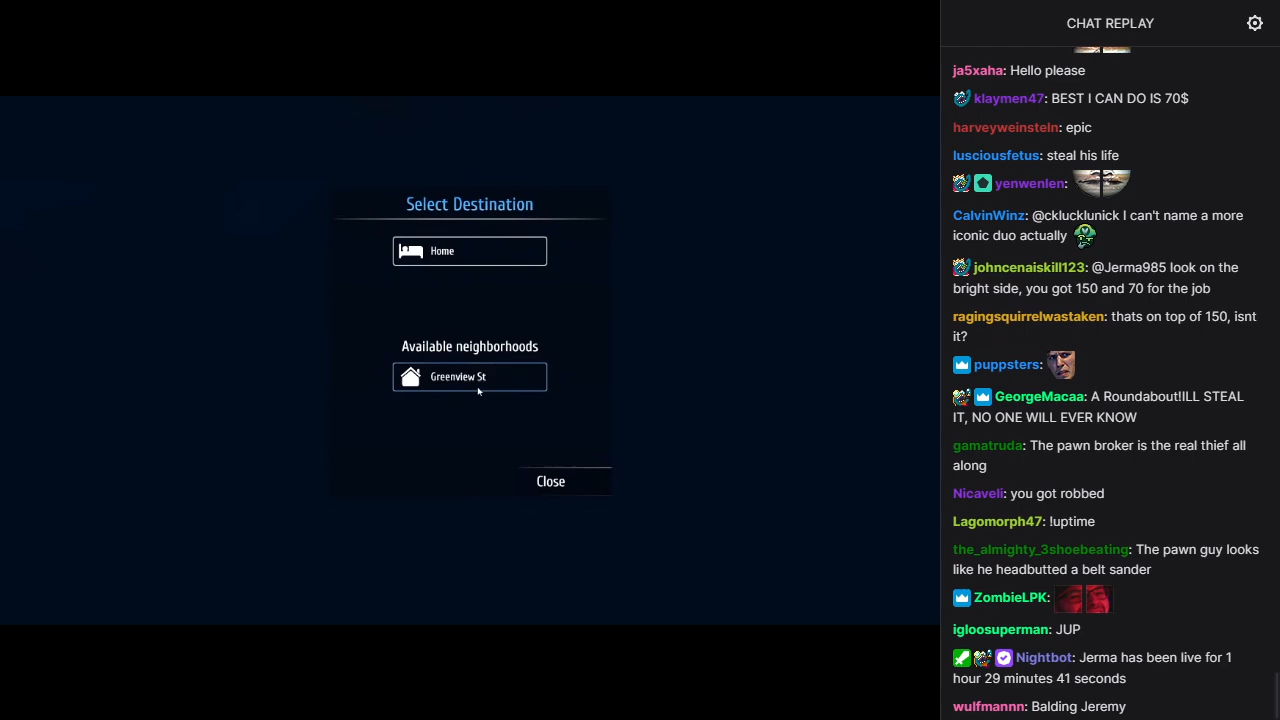 Select Destination
Home
Available neighborhoods
Greenview St
Close
CHAT REPLAY
ja5xaha: Hello please
klaymen47: BEST I CAN DO IS 70$
harveyweinsteln: epic
lusciousfetus: steal his life
yenwenlen:
CalvinWinz: @cklucklunick I can't name a more
iconic duo actually
johncenaiskill123: @Jerma985 look on the
bright side, you got 150 and 70 for the job
ragingsquirrelwastaken: thats on top of 150, isnt
it?
puppsters:
GeorgeMacaa: A Roundabout!ILL STEAL
IT, NO ONE WILL EVER KNOW
gamatruda: The pawn broker is the real thief all
along
Nicaveli: you got robbed
Lagomorph47: !uptime
the_almighty_3shoebeating: The pawn guy looks
like he headbutted a belt sander
ZombieLPK:
igloosuperman: JUP
Nightbot: Jerma has been live for 1
hour 29 minutes 41 seconds
wulfmannn: Balding Jeremy